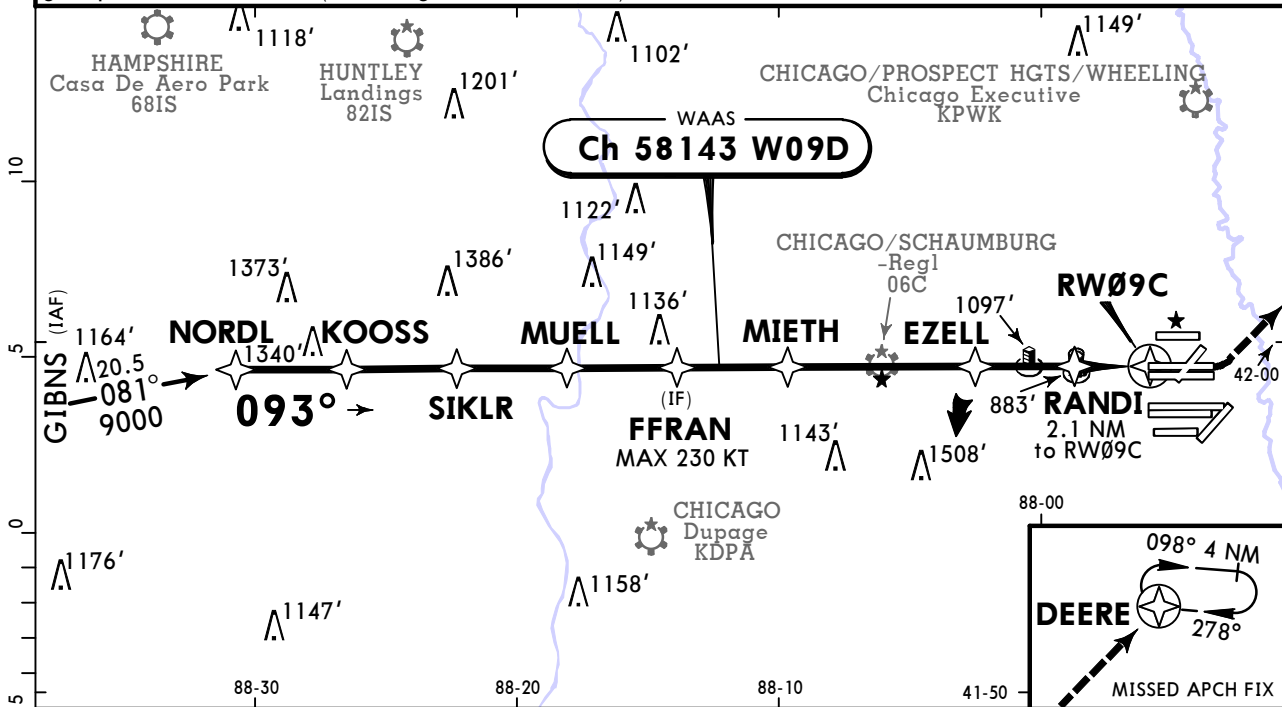 1118'
1102'
1149'
HAMPSHIRE
Casa De Aero Park
68IS
HUNTLEY
Landings
82IS
1201'
CHICAGO/PROSPECT HGTS/WHEELING
Chicago Executive
KPWK
WAAS
Ch 58143 W09D
10
1122'
1149'
CHICAGO/SCHAUMBURG
-Regl
06C
1373'
1386'
1136'
1097'
RWØ9C
GIBNS (IAF)
1164'
NORDL
1340'
KOOSS
MUELL
MIETH
EZELL
5
20.5
081°
9000
093°
SIKLR
(IF)
FFRAN
MAX 230 KT
883'
RANDI
2.1 NM
to RWØ9C
42-00
1143'
1508'
88-00
0
CHICAGO
Dupage
KDPA
1176'
1158'
1147'
098° 4 NM
DEERE
278°
MISSED APCH FIX
5
88-30
88-20
88-10
41-50